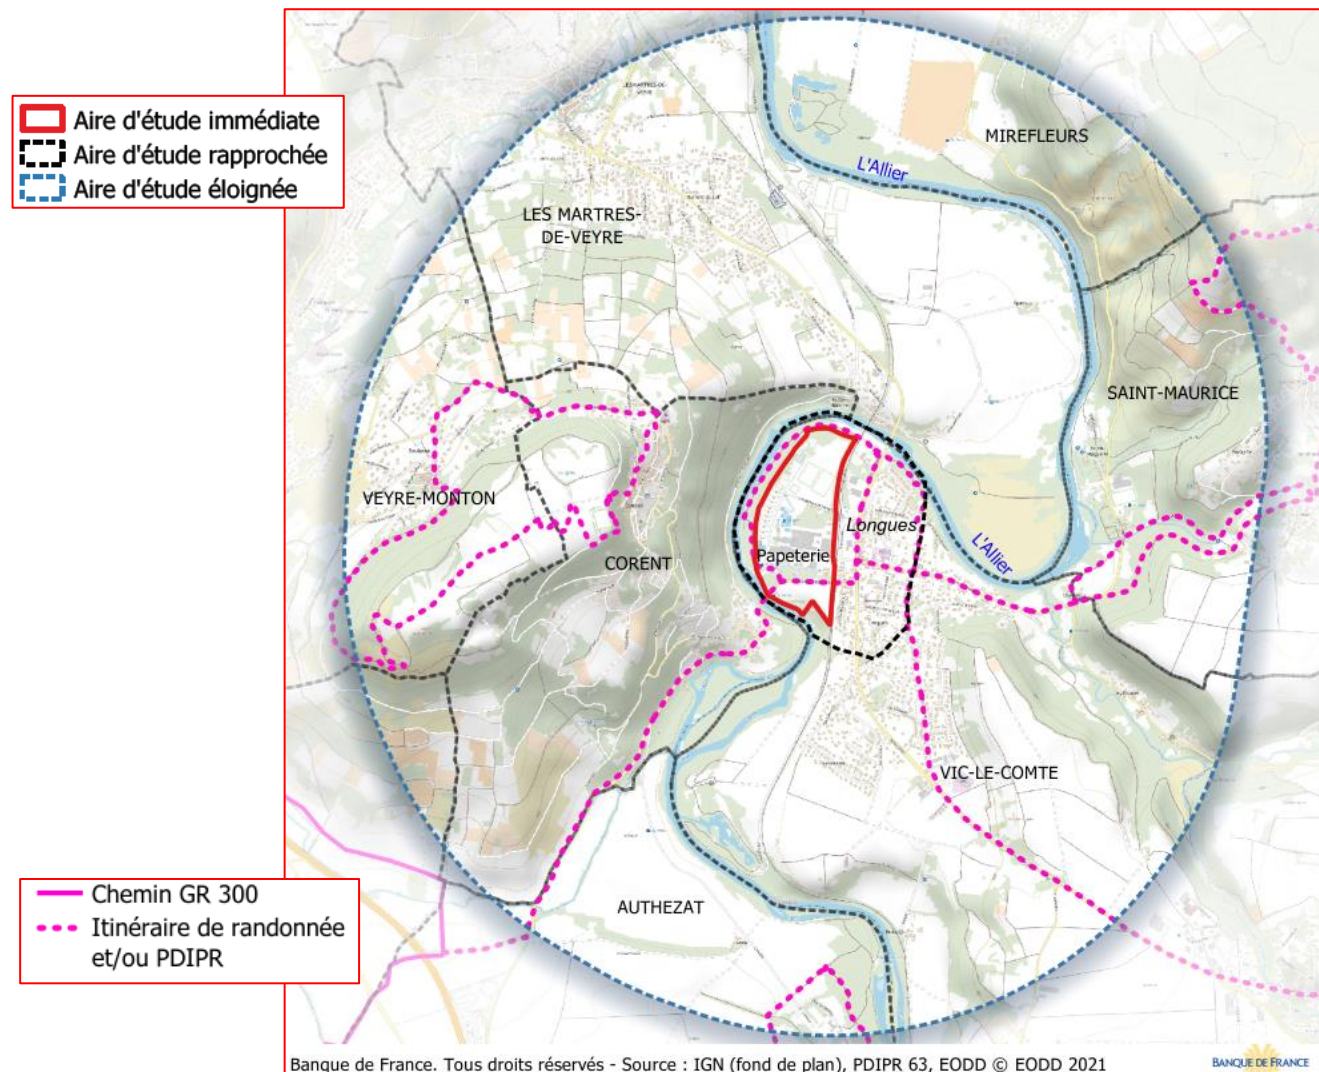 Aire d'étude immédiate
Aire d'étude rapprochée
Aire d'étude éloignée
MIREFLEURS
L'Allier
LES MARTRES-
DE-VEYRE
SAINT-MAURICE
VEYRE-MONTON
Longues
Papeterie
L'Allier
CORENT
VIC-LE-COMTE
AUTHEZAT
Chemin GR 300
Itinéraire de randonnée
et/ou PDIPR
Banque de France. Tous droits réservés - Source : IGN (fond de plan), PDIPR 63, EODD © EODD 2021
BANQUE DE FRANCE